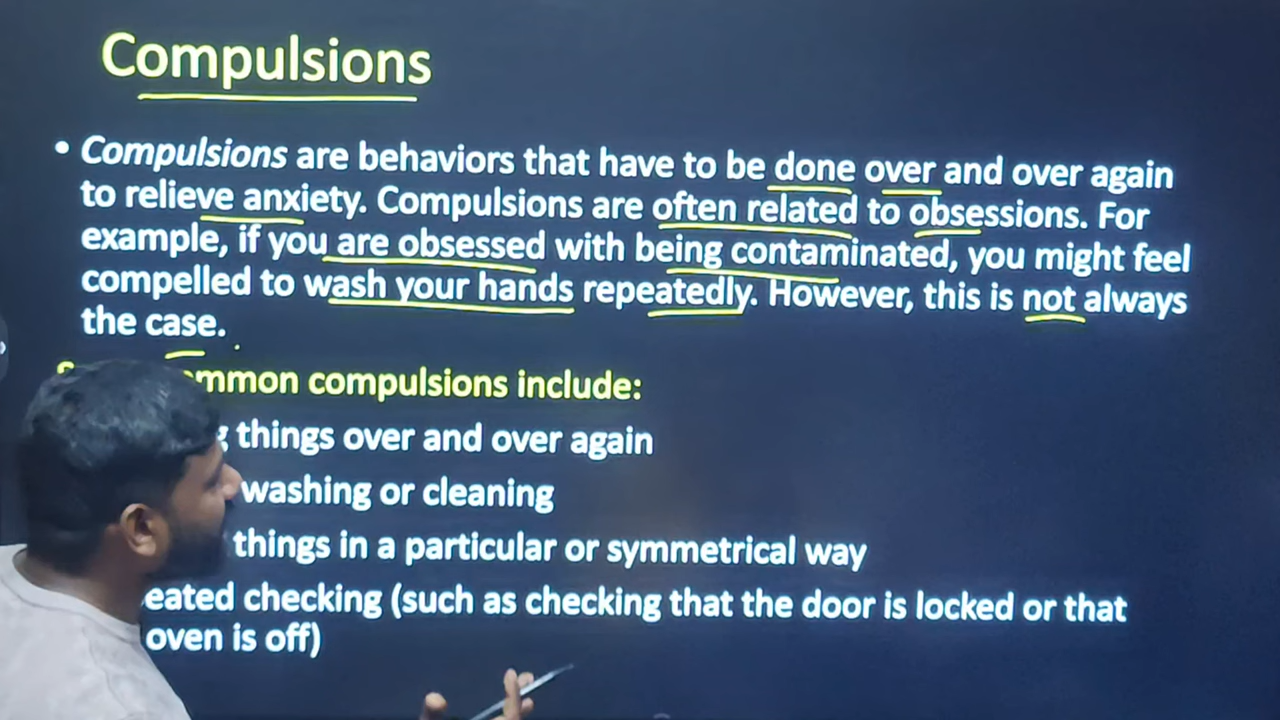 Compulsions
• Compulsions are behaviors that have to be done over and over again
to relieve anxiety. Compulsions are often related to obsessions. For
example, if you are obsessed with being contaminated, you might feel
compelled to wash your hands repeatedly. However, this is not always
the case.
compulsions include:
things over and over again
washing or cleaning
things in a particular or symmetrical way
checking (such as checking that the door is locked or that
oven is off)